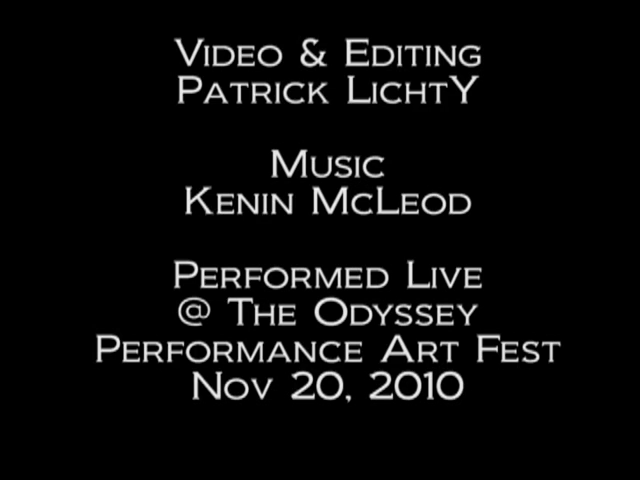 Video & Editing
Patrick LichtY
Music
Kenin McLeod
Performed Live
@ The Odyssey
Performance Art Fest
Nov 20, 2010